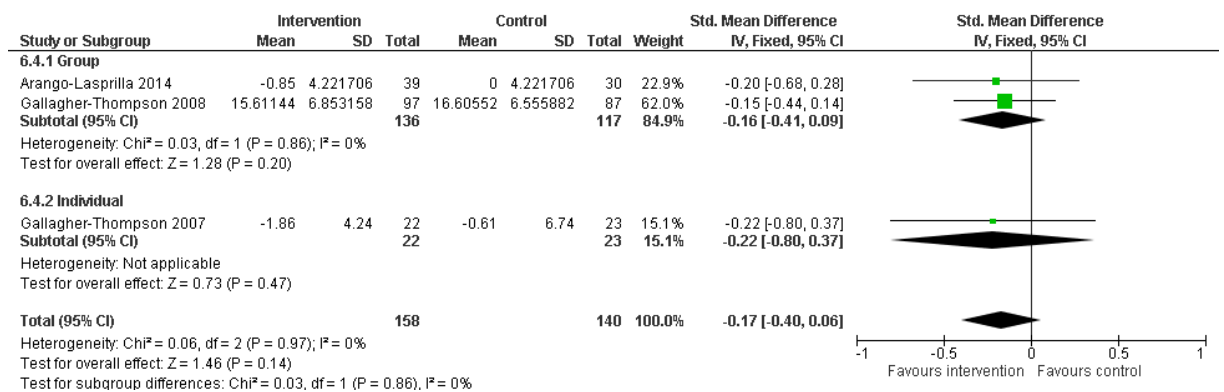 Intervention Control Std. Mean Difference Std. Mean Difference
Study or Subgroup Mean SD Total Mean SD Total Weight IV, Fixed, 95% CI IV, Fixed, 95% CI
6.4.1 Group
Arango-Lasprilla 2014 -0.85 4.221706 39 0 4.221706 30 22.9% -0.20 [-0.68, 0.28]
Gallagher-Thompson 2008 15.61144 6.853158 97 16.60552 6.555882 87 62.0% -0.15 [-0.44, 0.14]
Subtotal (95% CI) 136 117 84.9% -0.16 [-0.41, 0.09]
Heterogeneity: Chi² = 0.03, df = 1 (P = 0.86); I² = 0%
Test for overall effect: Z = 1.28 (P = 0.20)
6.4.2 Individual
Gallagher-Thompson 2007 -1.86 4.24 22 -0.61 6.74 23 15.1% -0.22 [-0.80, 0.37]
Subtotal (95% CI) 22 23 15.1% -0.22 [-0.80, 0.37]
Heterogeneity: Not applicable
Test for overall effect: Z = 0.73 (P = 0.47)
Total (95% CI) 158 140 100.0% -0.17 [-0.40, 0.06]
Heterogeneity: Chi² = 0.06, df = 2 (P = 0.97); I² = 0%
Test for overall effect: Z = 1.46 (P = 0.14)
Test for subgroup differences: Chi² = 0.03, df = 1 (P = 0.86), I² = 0%
-1 -0.5 0 0.5 1
Favours intervention Favours control